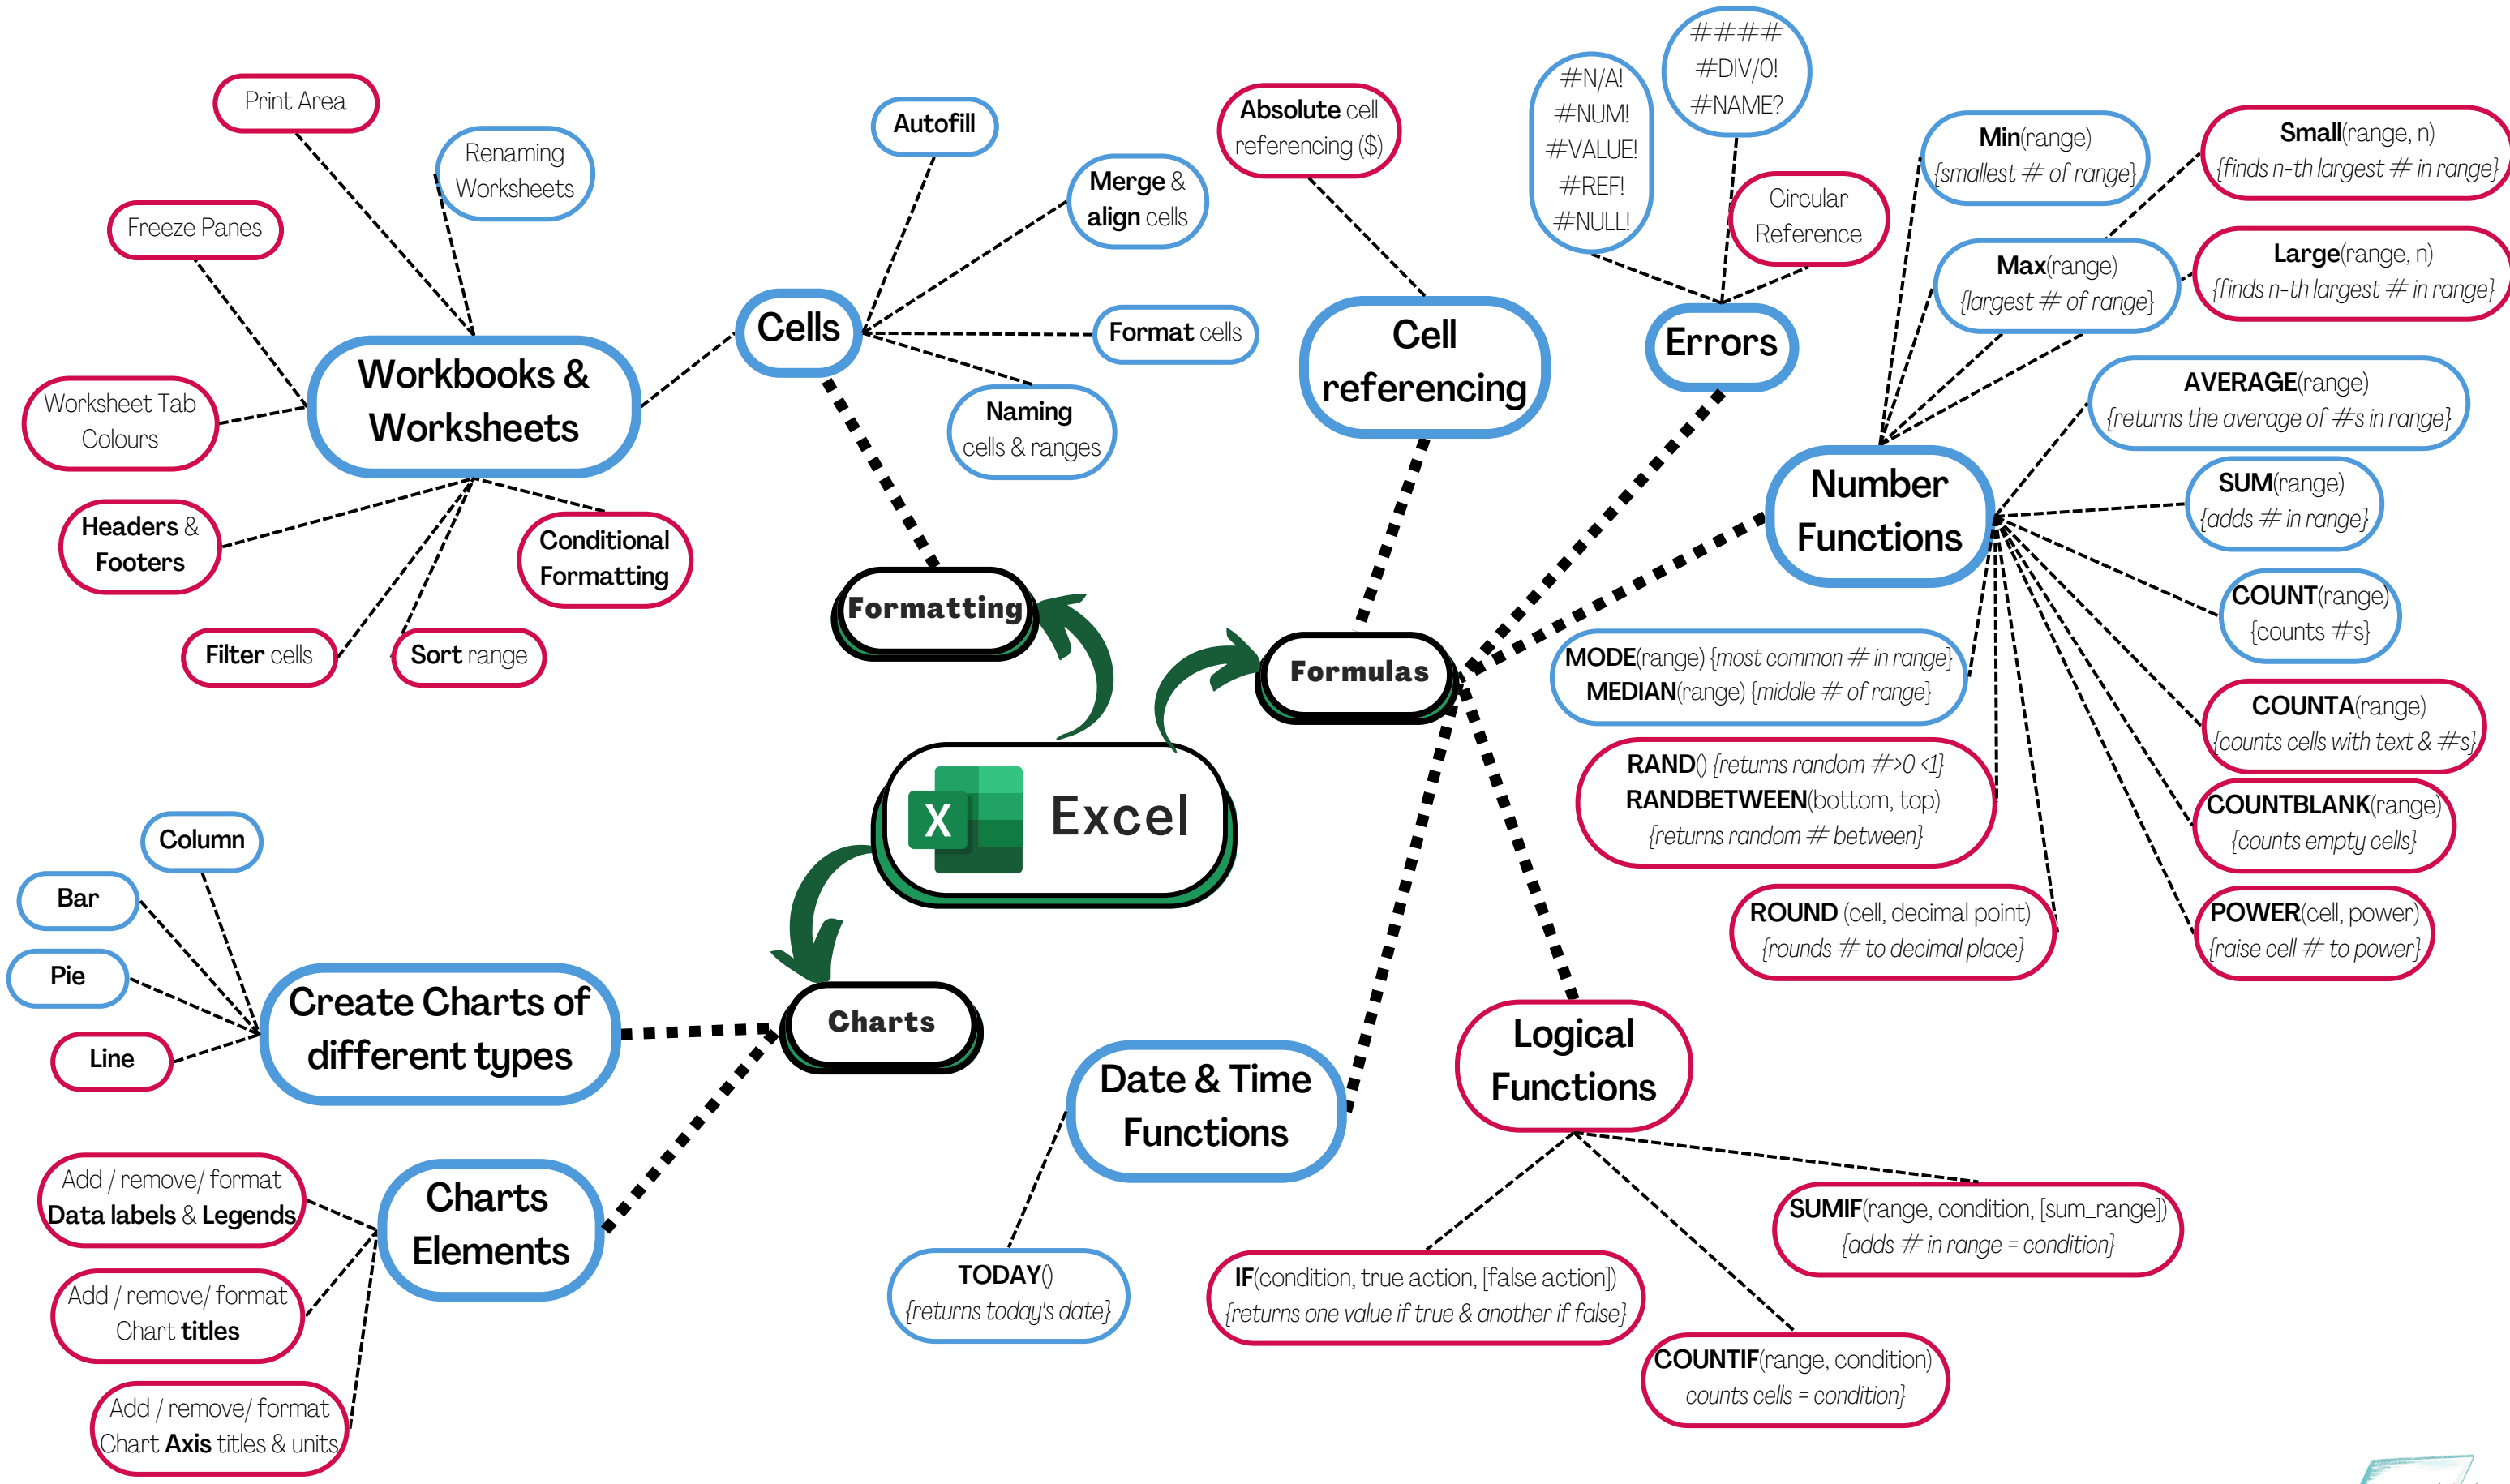 Print Area
Renaming
Worksheets
Freeze Panes
Worksheet Tab
Colours
Workbooks &
Worksheets
Headers &
Footers
Filter cells
Sort range
Conditional
Formatting
Cells
Autofill
Merge &
align cells
Format cells
Naming
cells & ranges
Formatting
Absolute cell
referencing ($)
Cell
referencing
#N/A!
#NUM!
#VALUE!
#REF!
#NULL!
####
#DIV/0!
#NAME?
Circular
Reference
Errors
Min(range)
{smallest # of range}
Small(range, n)
{finds n-th largest # in range}
Max(range)
{largest # of range}
Large(range, n)
{finds n-th largest # in range}
AVERAGE(range)
{returns the average of #s in range}
Number
Functions
SUM(range)
{adds # in range}
COUNT(range)
{counts #s}
MODE(range) {most common # in range}
MEDIAN(range) {middle # of range}
COUNTA(range)
{counts cells with text & #s}
RAND() {returns random #>0 <1}
RANDBETWEEN(bottom, top)
{returns random # between}
COUNTBLANK(range)
{counts empty cells}
ROUND (cell, decimal point)
{rounds # to decimal place}
POWER(cell, power)
{raise cell # to power}
Formulas
X
Excel
Column
Bar
Pie
Line
Create Charts of
different types
Charts
Charts
Elements
Add / remove/ format
Data labels & Legends
Add / remove/ format
Chart titles
Add / remove/ format
Chart Axis titles & units
Date & Time
Functions
TODAY()
{returns today's date}
Logical
Functions
IF(condition, true action, [false action])
{returns one value if true & another if false}
SUMIF(range, condition, [sum_range])
{adds # in range = condition}
COUNTIF(range, condition)
counts cells = condition}